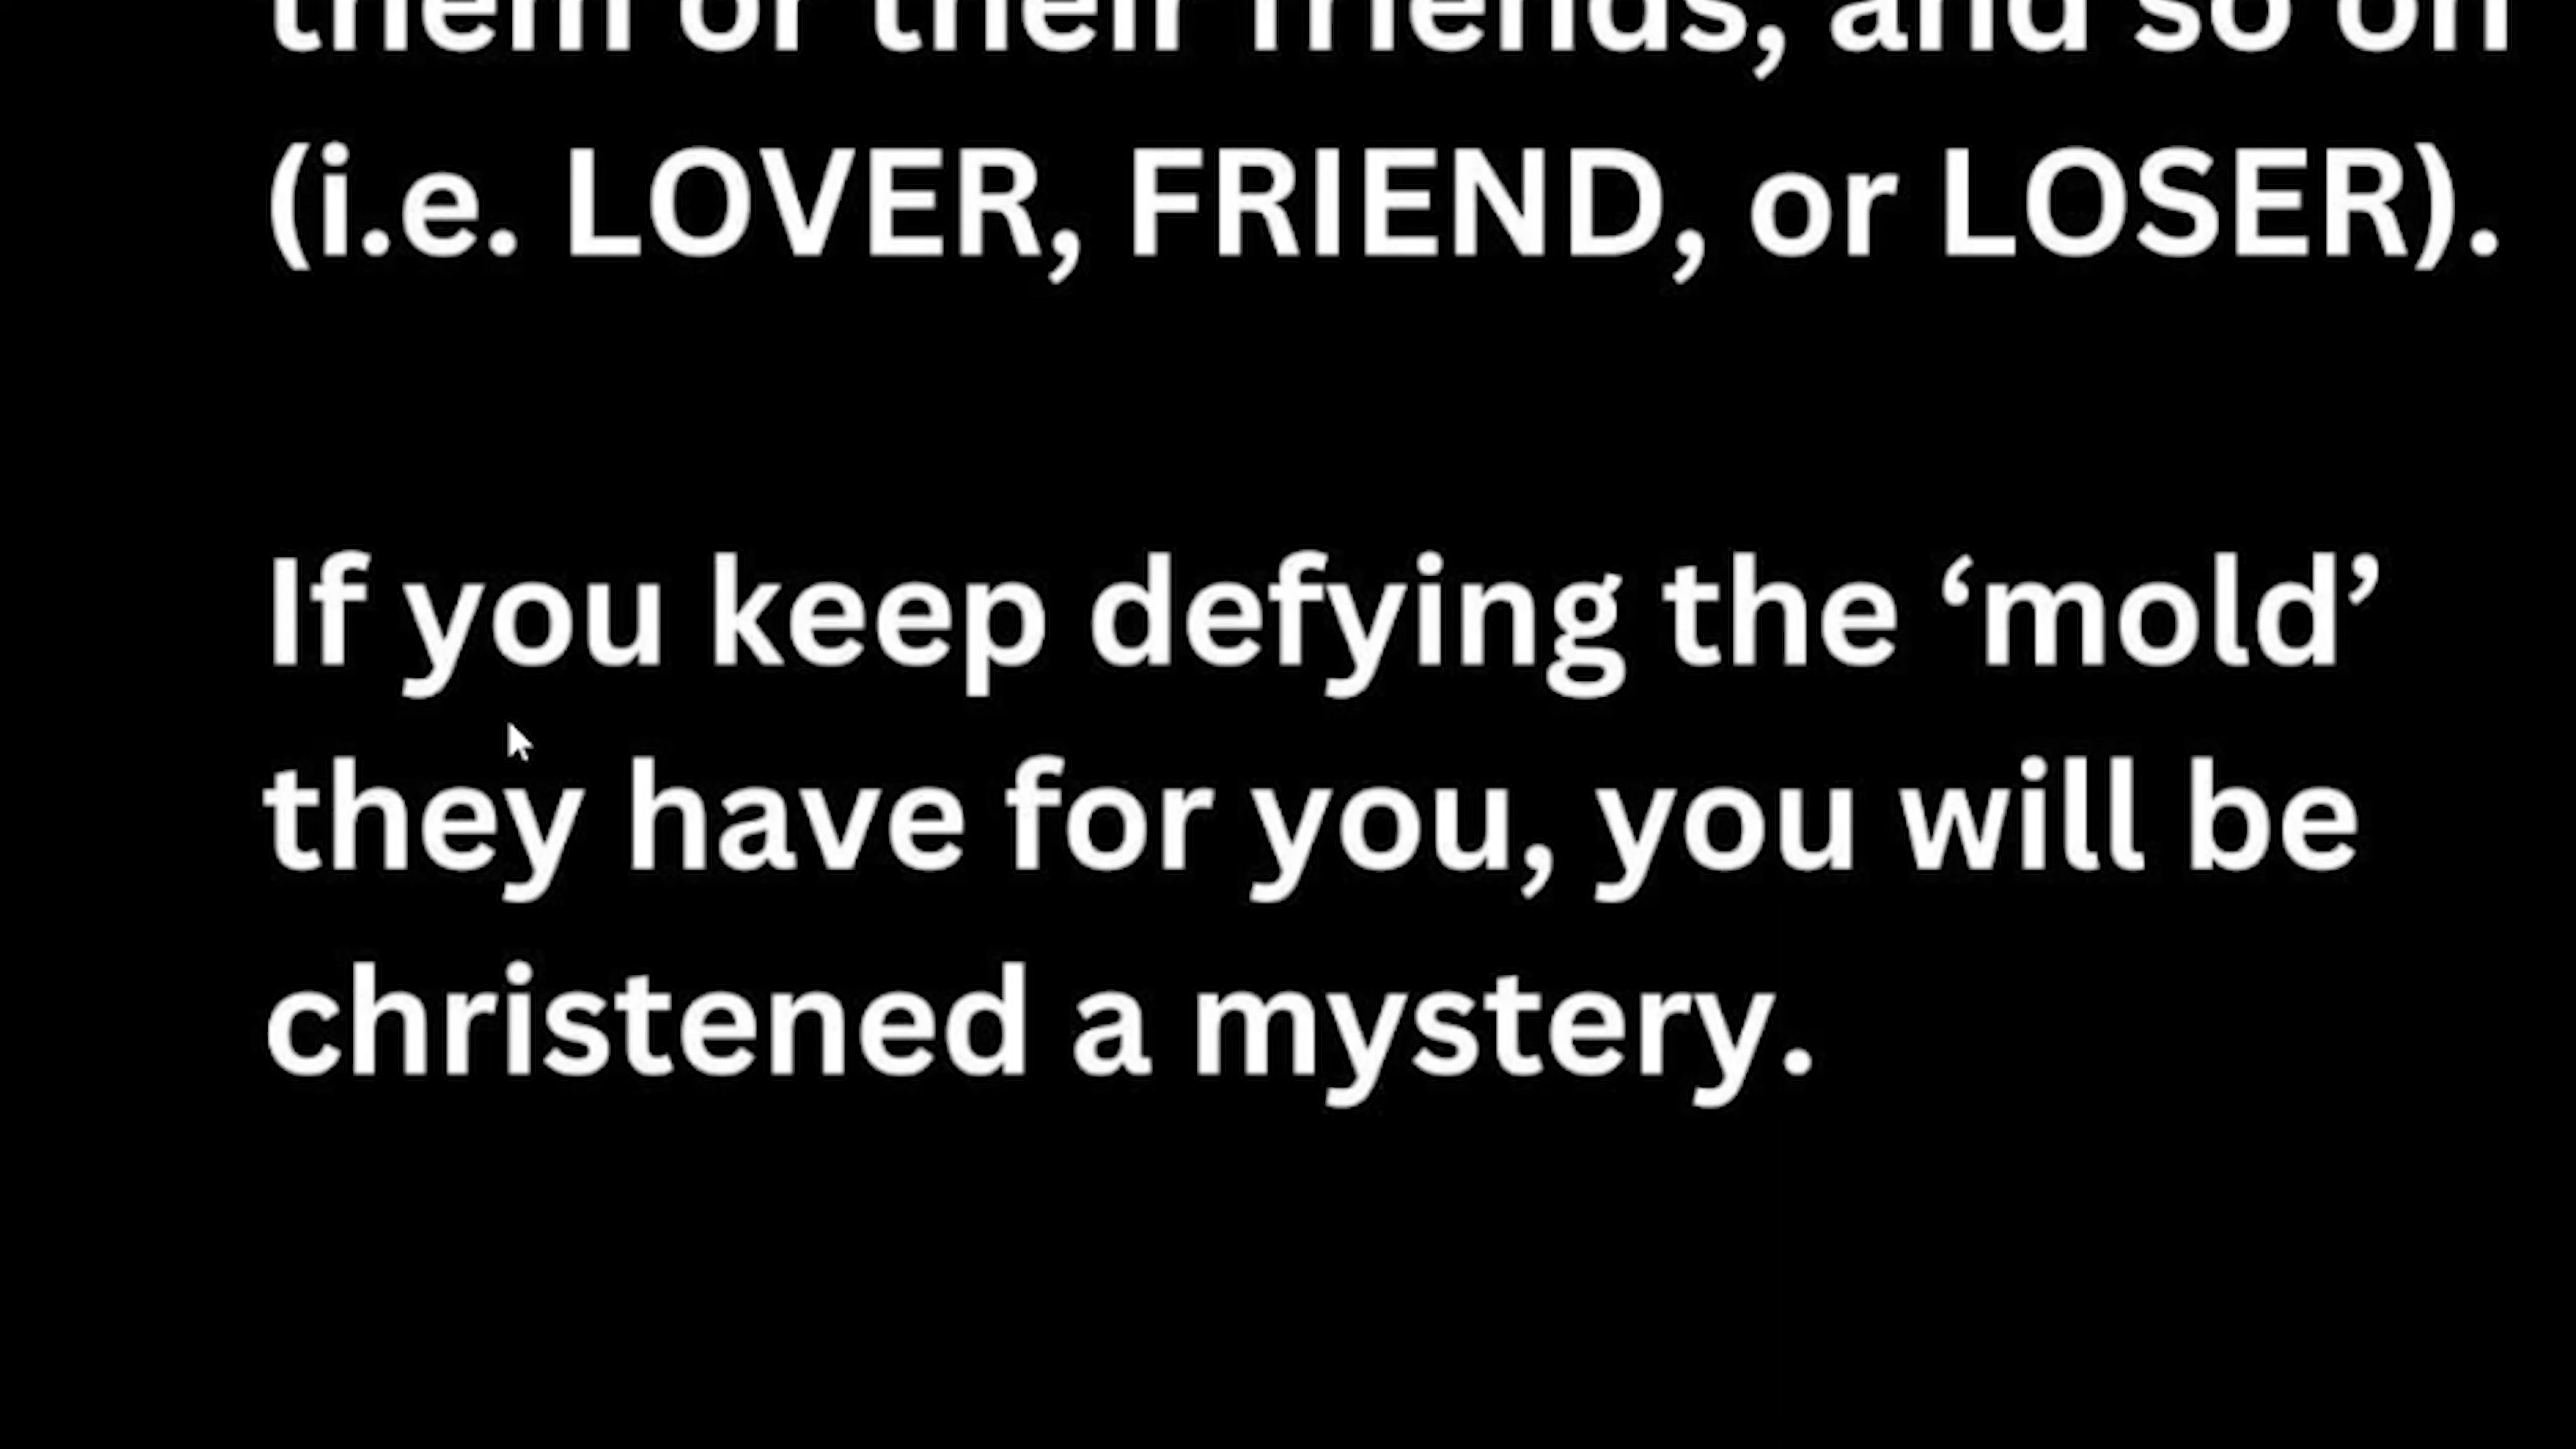 them or their friends, and so on
(i.e. LOVER, FRIEND, or LOSER).
If you keep defying the ‘mold’
they have for you, you will be
christened a mystery.